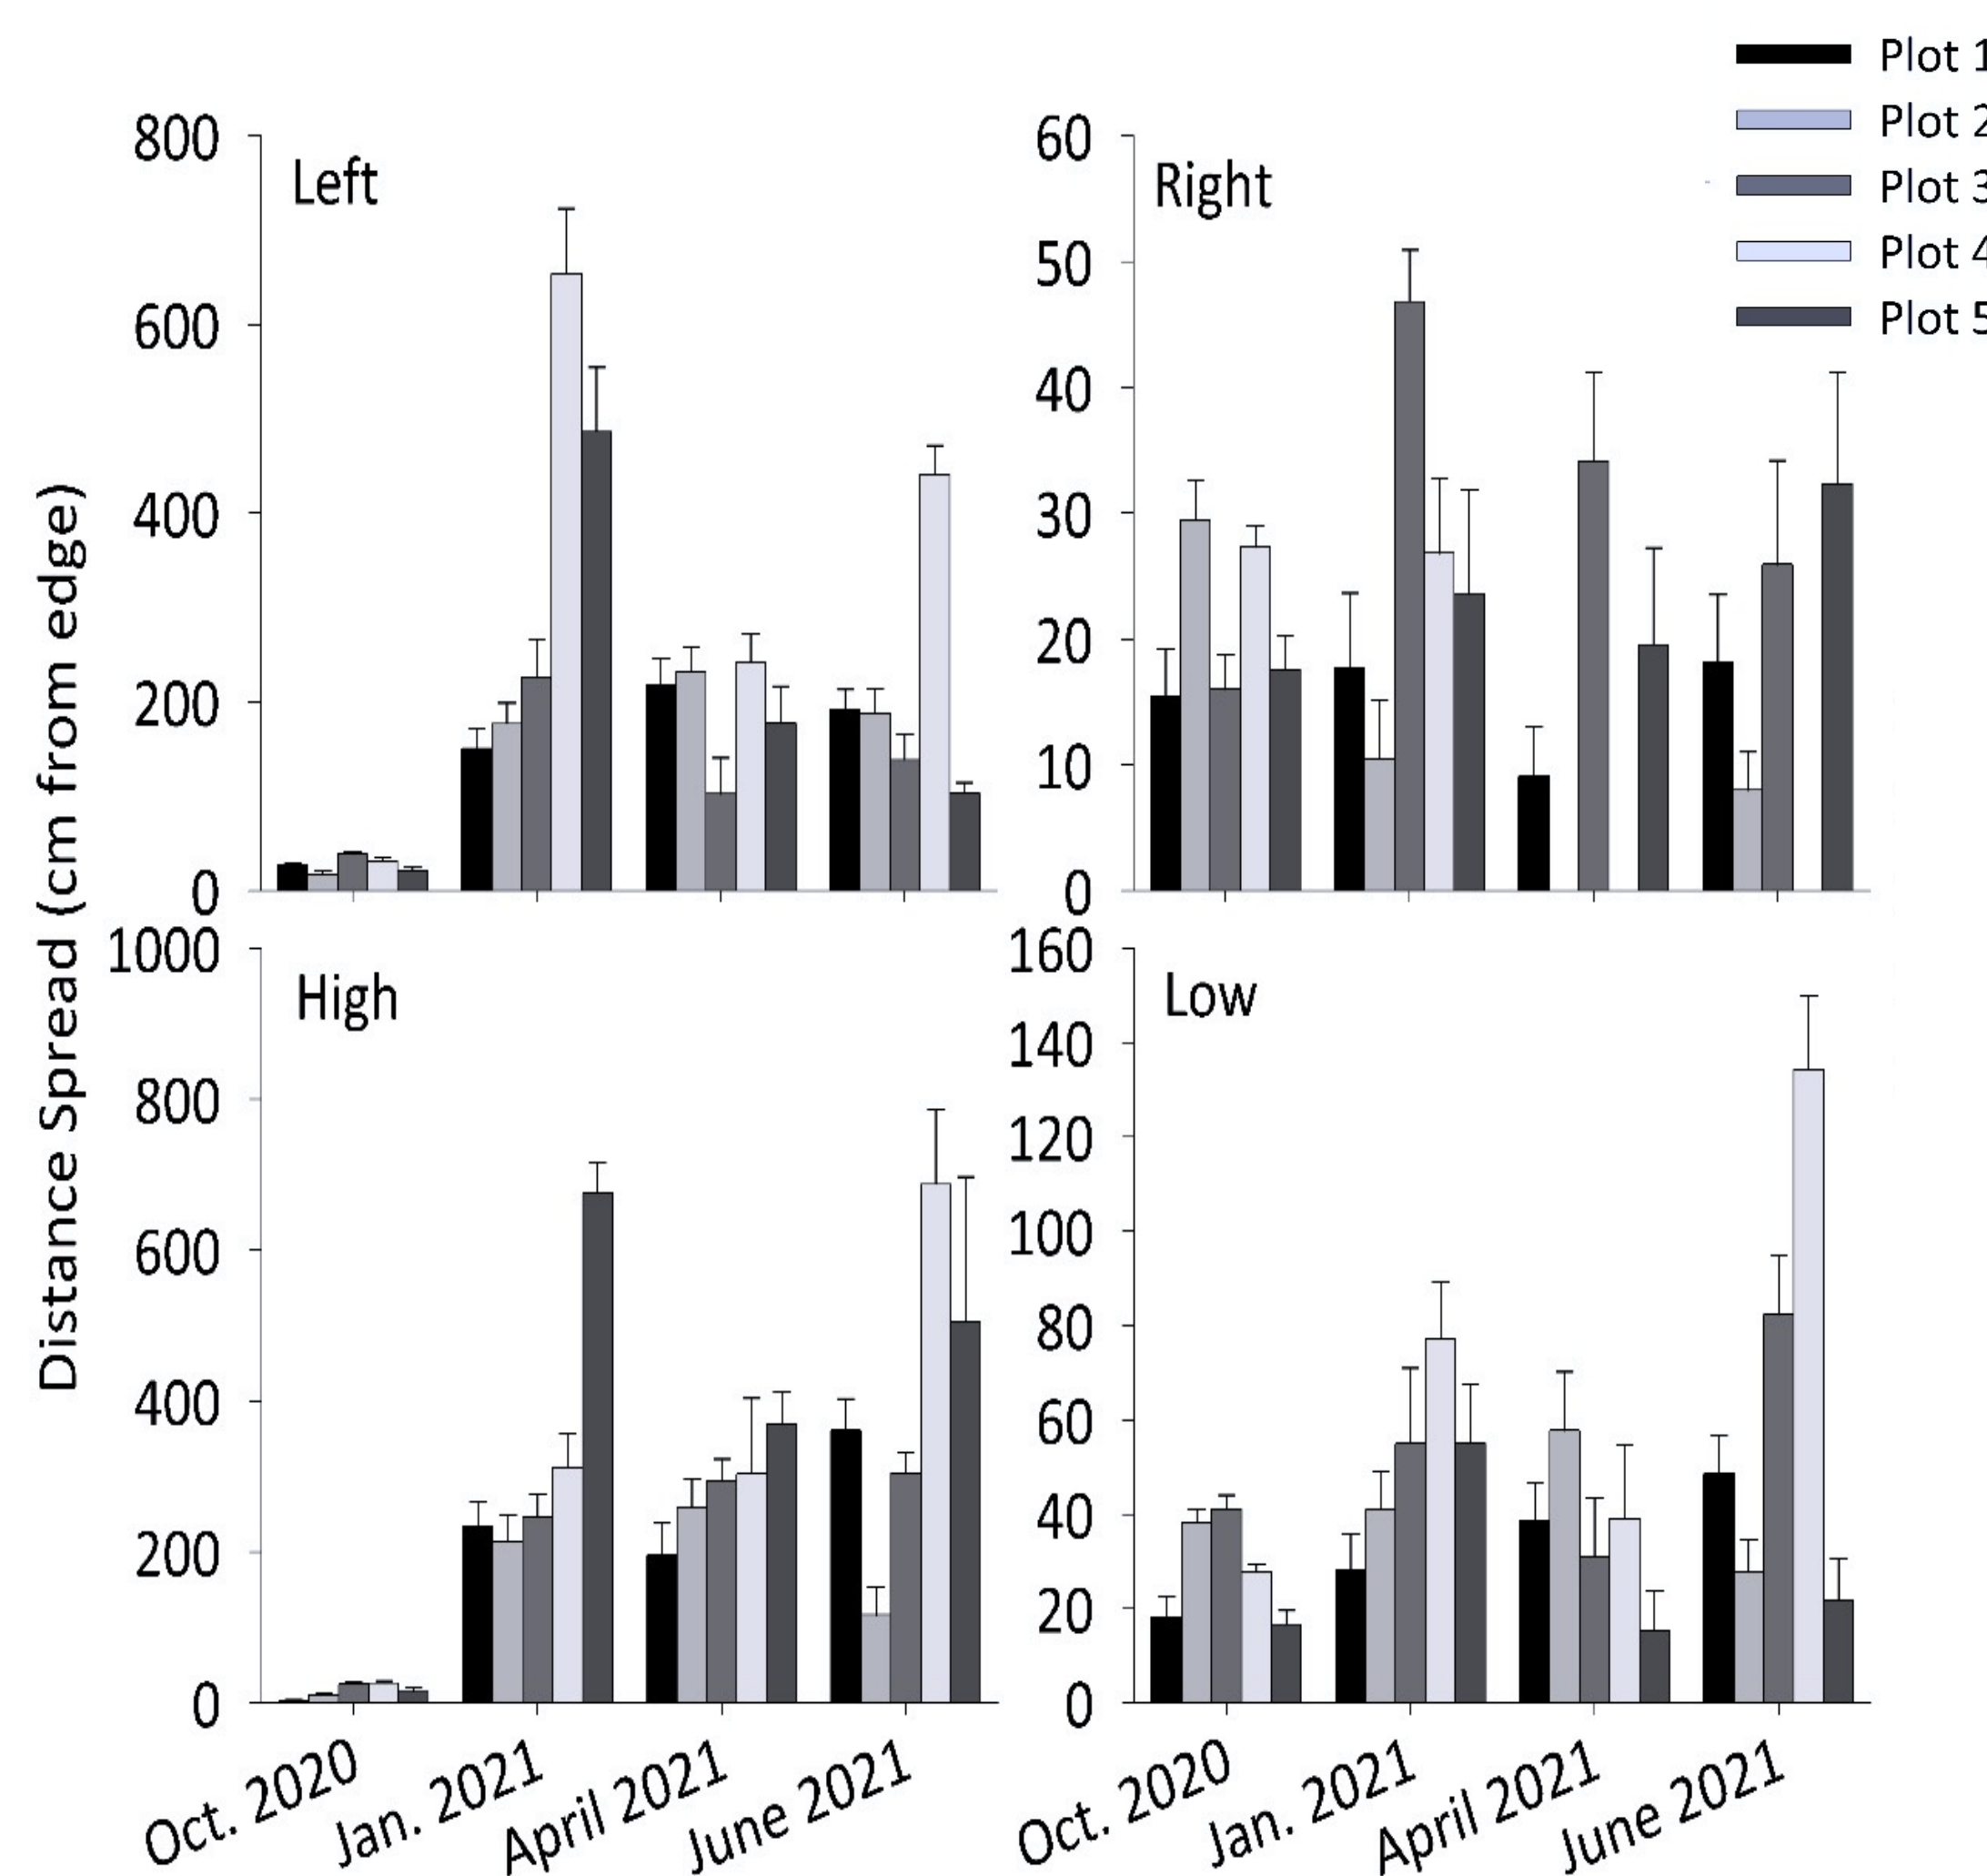 Plot 1
Plot 2
Plot 3
Plot 4
Plot 5
Distance Spread (cm from edge)
Left
800
600
400
200
0
Right
60
50
40
30
20
10
0
High
1000
800
600
400
200
0
Low
160
140
120
100
80
60
40
20
0
Oct. 2020
Jan. 2021
April 2021
June 2021
Oct. 2020
Jan. 2021
April 2021
June 2021